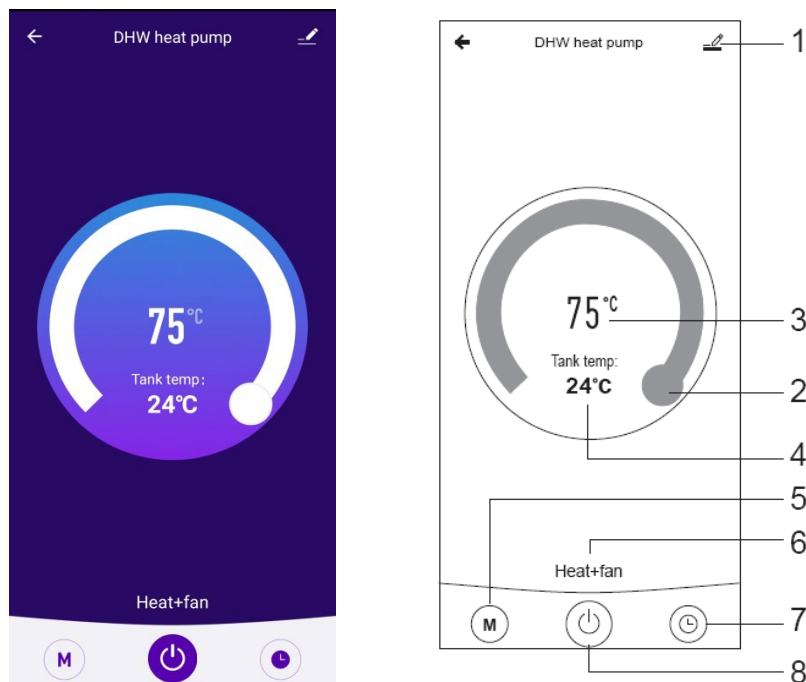 DHW heat pump
75°C
Tank temp:
24°C
Heat+fan
M
DHW heat pump
1
75°C
3
Tank temp:
24°C
2
4
5
6
Heat+fan
M
7
8